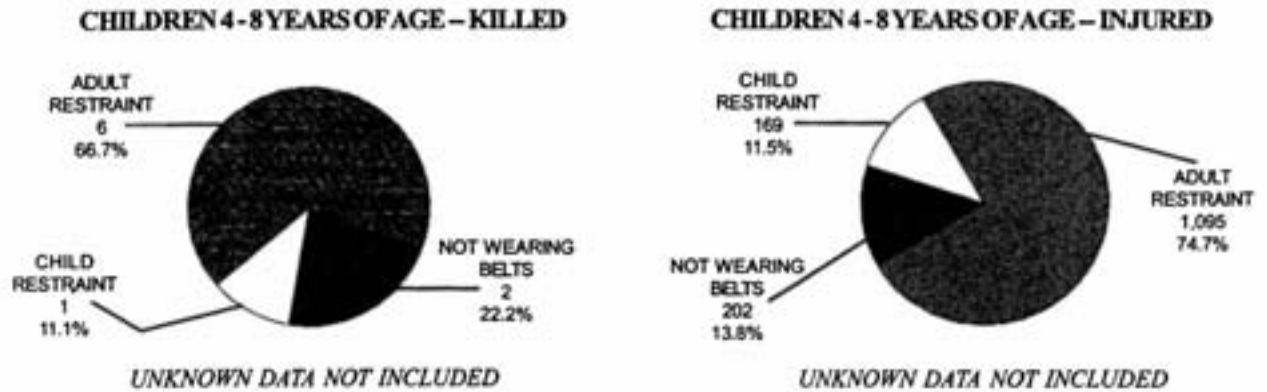 CHILDREN 4-8 YEARS OF AGE – KILLED
ADULT
RESTRAINT
6
66.7%
CHILD
RESTRAINT
1
11.1%
NOT WEARING
BELTS
2
22.2%
UNKNOWN DATA NOT INCLUDED
CHILDREN 4-8 YEARS OF AGE – INJURED
CHILD
RESTRAINT
169
11.5%
ADULT
RESTRAINT
1,095
74.7%
NOT WEARING
BELTS
202
13.8%
UNKNOWN DATA NOT INCLUDED